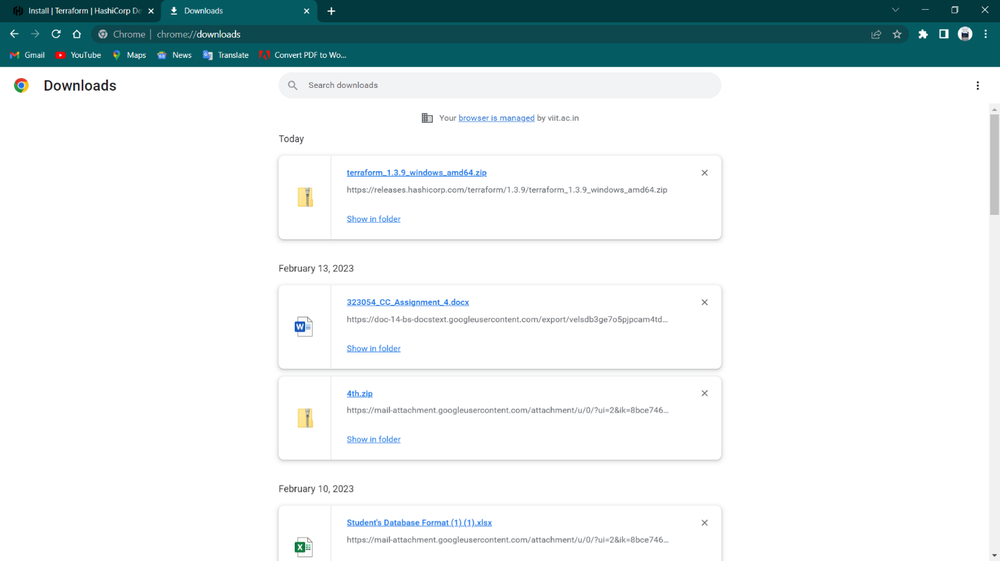 Install | Terraform | HashiCorp De
Downloads
Chrome | chrome://downloads
Gmail YouTube Maps News Translate Convert PDF to Wo...
Downloads
Search downloads
Your browser is managed by viit.ac.in
Today
terraform_1.3.9_windows_amd64.zip
https://releases.hashicorp.com/terraform/1.3.9/terraform_1.3.9_windows_amd64.zip
Show in folder
February 13, 2023
323054_CC_Assignment_4.docx
https://doc-14-bs-docstext.googleusercontent.com/export/velsdb3ge7o5pjpcam4td...
Show in folder
4th.zip
https://mail-attachment.googleusercontent.com/attachment/u/0/?ui=2&ik=8bce746...
Show in folder
February 10, 2023
Student's Database Format (1) (1).xlsx
https://mail-attachment.googleusercontent.com/attachment/u/0/?ui=2&ik=8bce746...